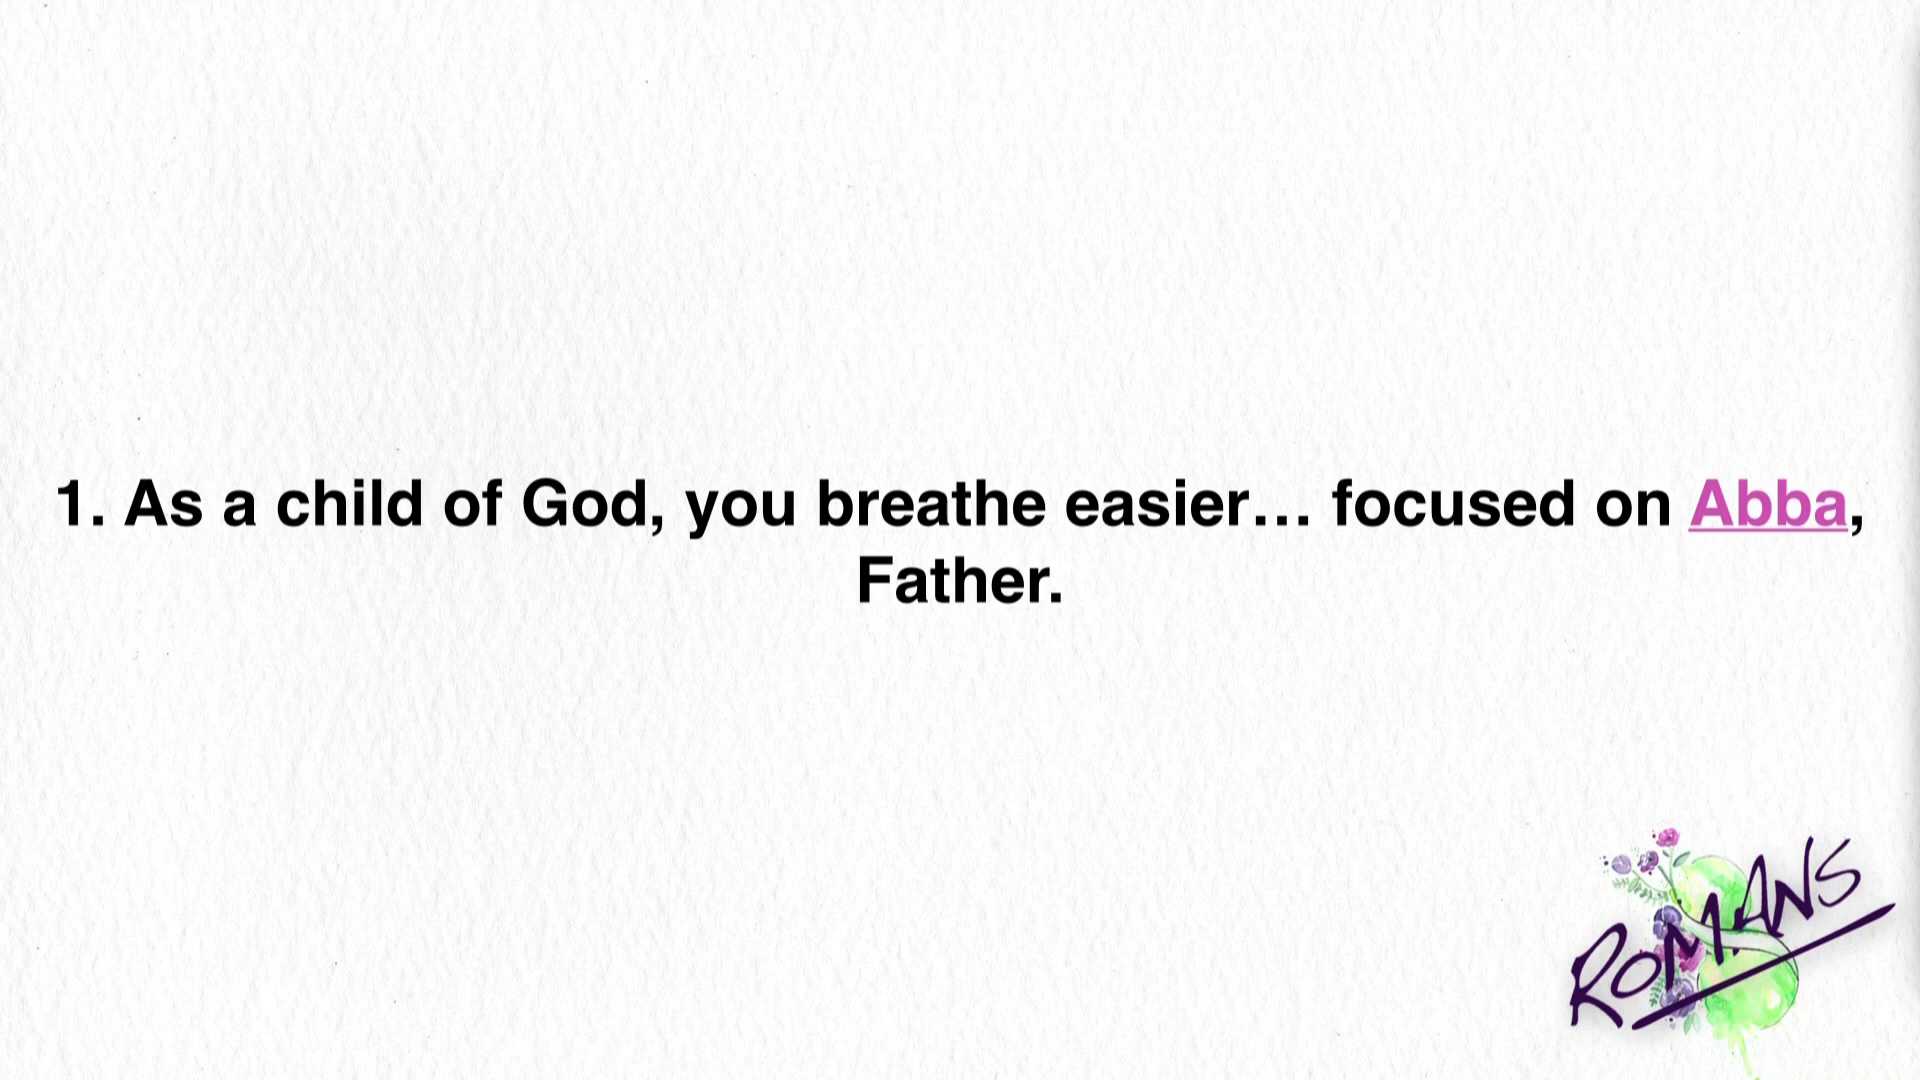 1. As a child of God, you breathe easier… focused on Abba,
Father.
ROMANS